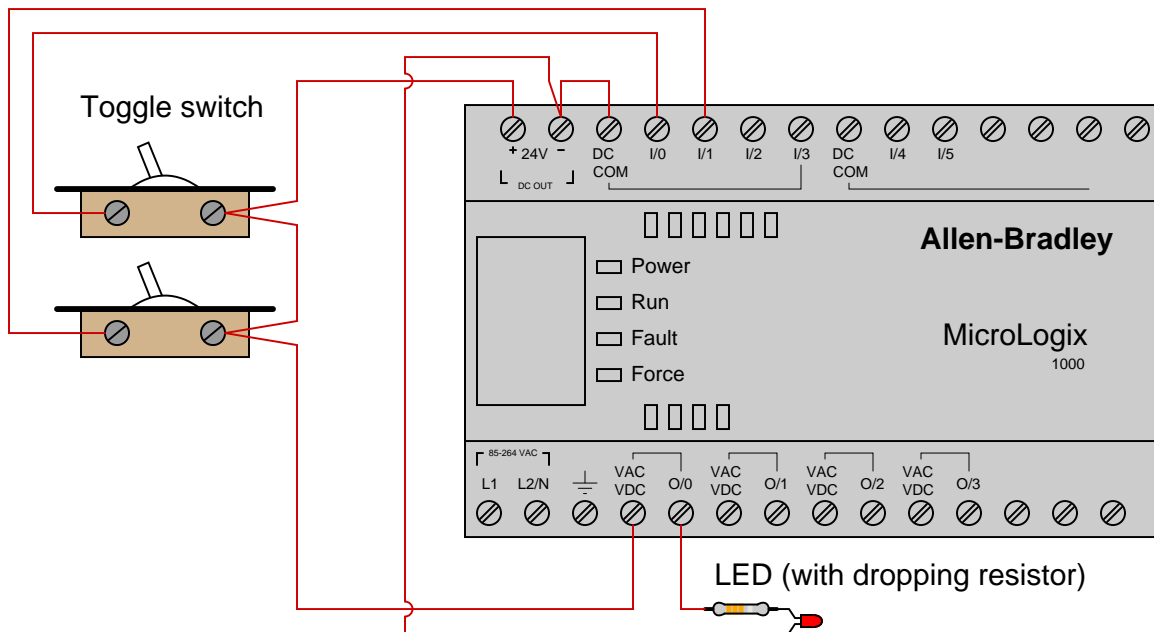 Toggle switch
+ 24V -
DC COM
I/0
I/1
I/2
I/3
DC COM
I/4
I/5
DC OUT
Allen-Bradley
Power
Run
Fault
Force
MicroLogix
1000
85-264 VAC
L1
L2/N
VAC VDC
O/0
VAC VDC
O/1
VAC VDC
O/2
VAC VDC
O/3
LED (with dropping resistor)